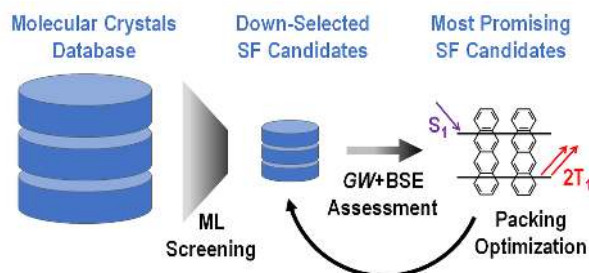 Molecular Crystals
Database
Down-Selected
SF Candidates
Most Promising
SF Candidates
S₁
2T₁
ML
Screening
GW+BSE
Assessment
Packing
Optimization